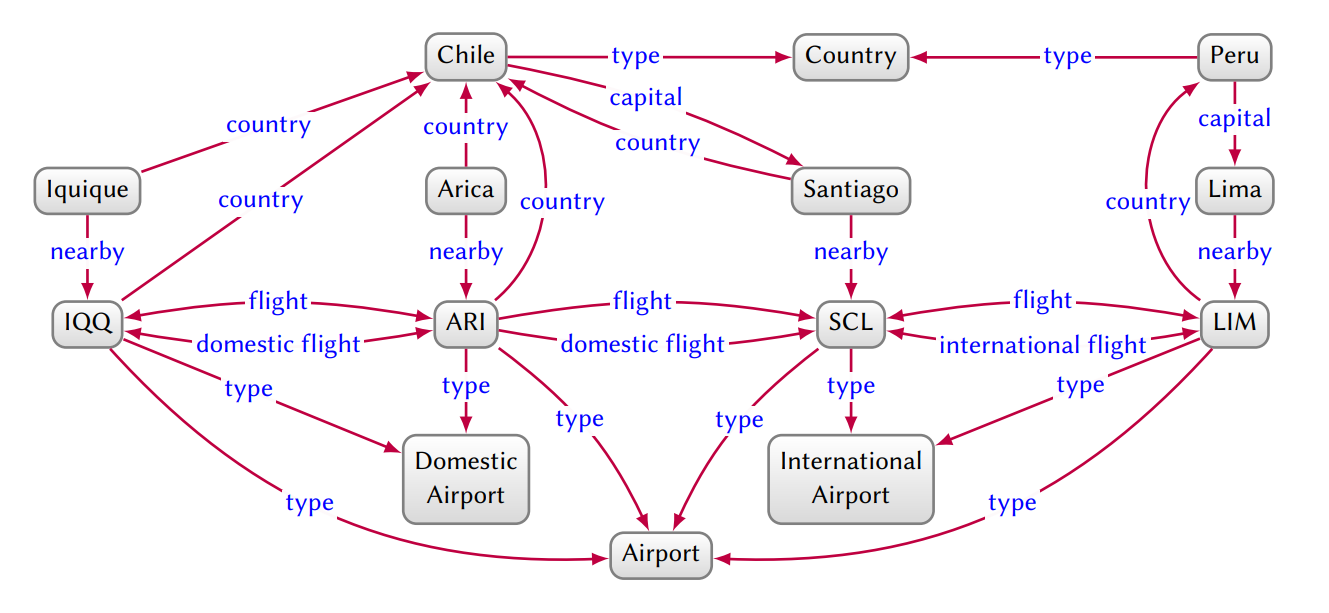 Chile
type
Country
type
Peru
capital
country
country
capital
country
Iquique
Arica
Santiago
Lima
country
country
country
nearby
nearby
nearby
nearby
flight
flight
flight
IQQ
ARI
SCL
LIM
domestic flight
domestic flight
international flight
type
type
type
type
type
type
Domestic
Airport
International
Airport
type
type
Airport